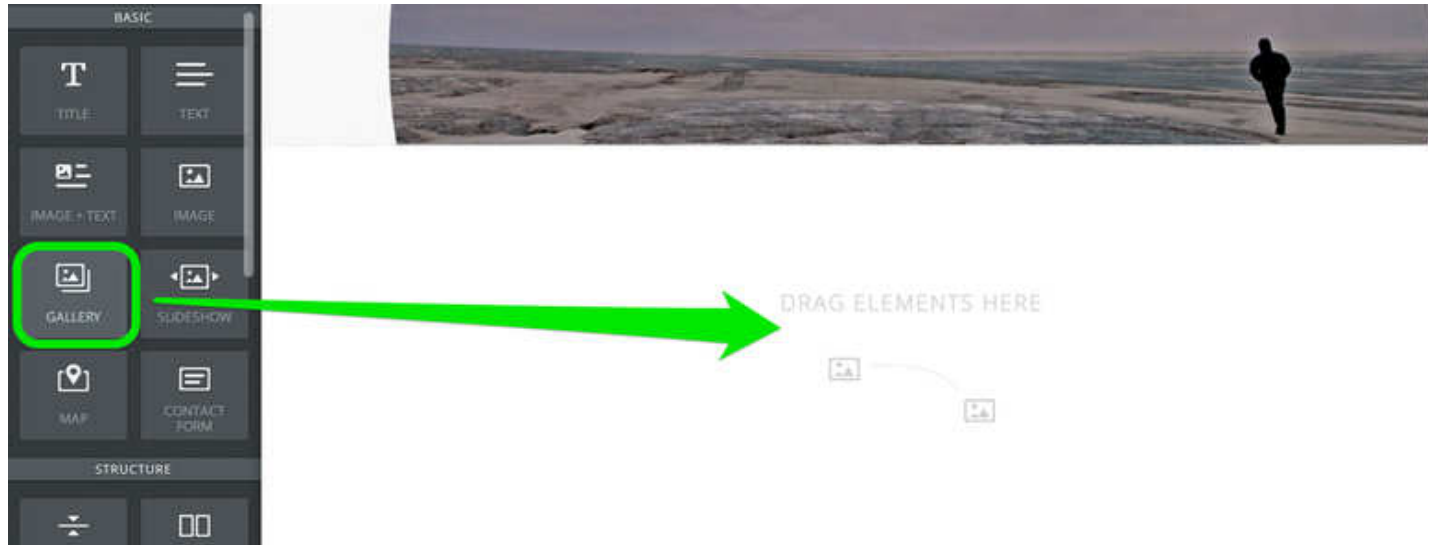 BASIC
TITLE
TEXT
IMAGE + TEXT
IMAGE
GALLERY
SLIDESHOW
MAP
CONTACT
FORM
STRUCTURE
DRAG ELEMENTS HERE